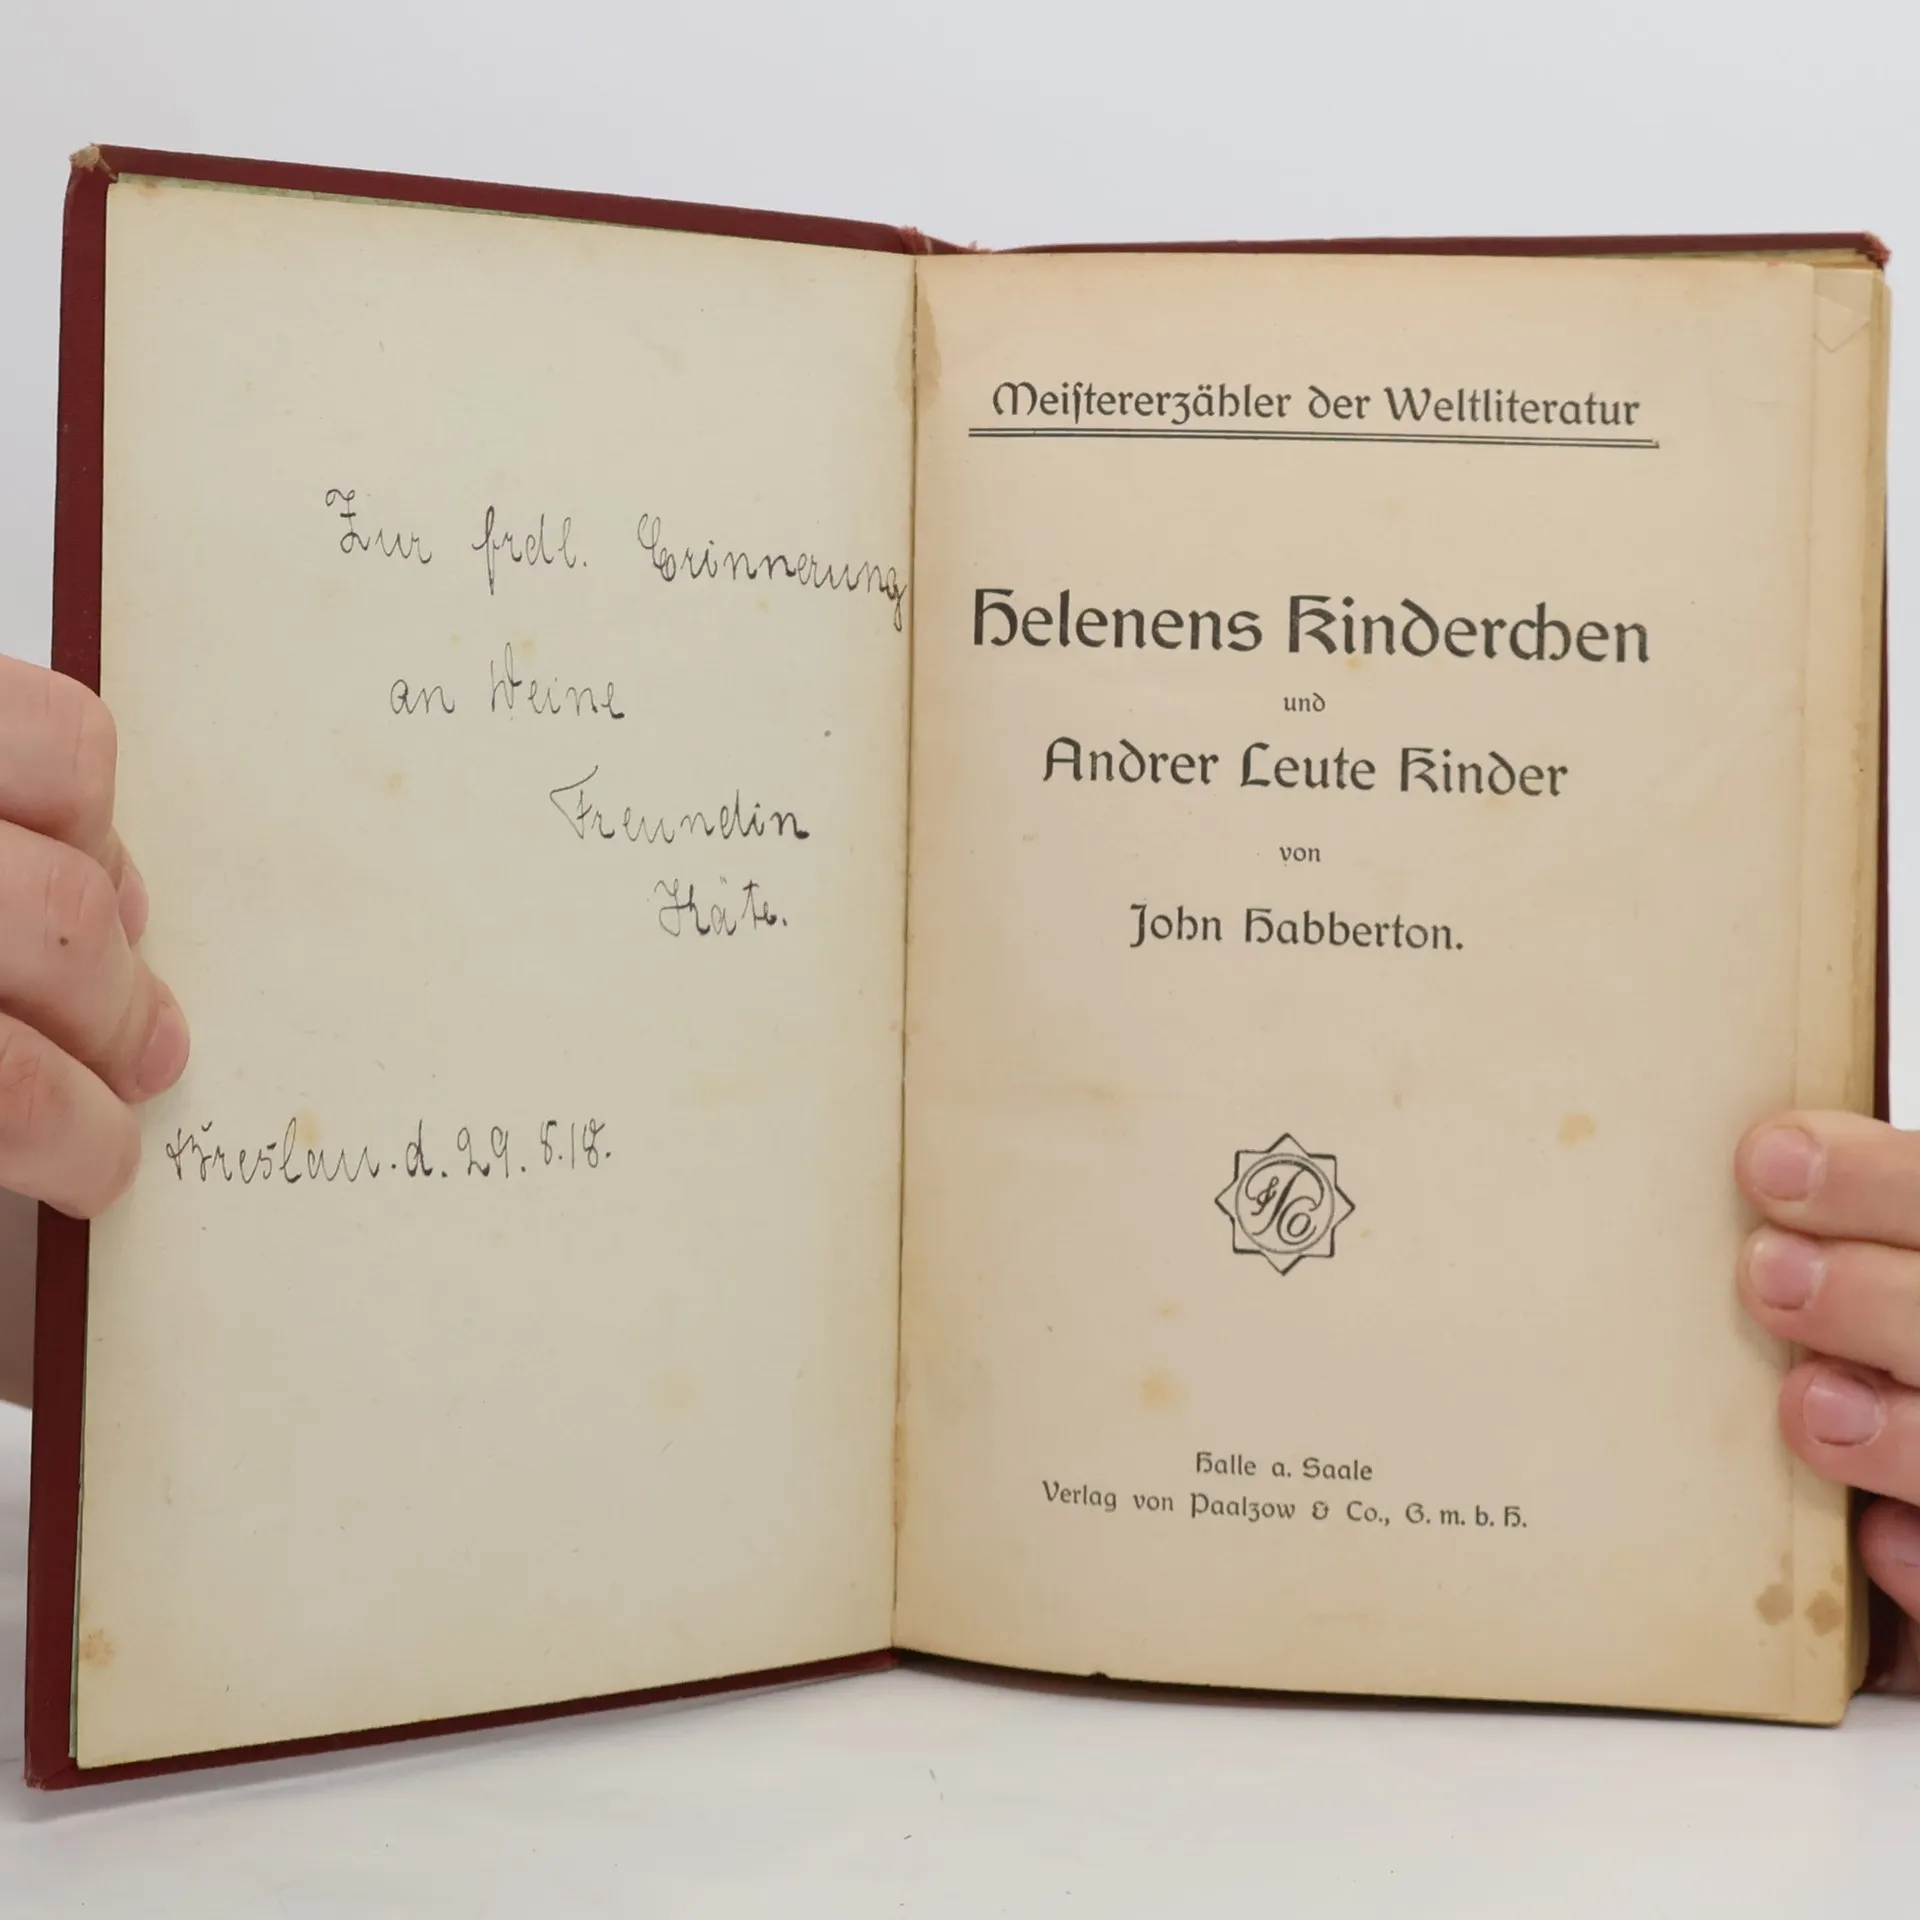 Zur frdl. Erinnerung
an Deine
Freundin
Käte.
Breslau. d. 29. 8. 18.
Meiſtererzähler der Weltliteratur
Helenens Kinderchen
und
Andrer Leute Kinder
von
John Habberton.
Halle a. Saale
Verlag von Paalzow & Co., G. m. b. H.